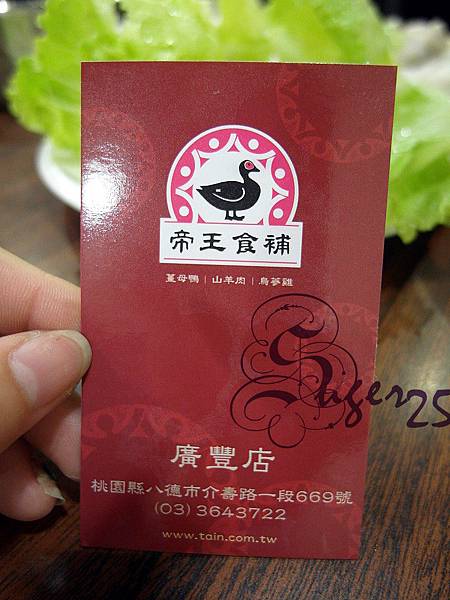 帝王食補
薑母鴨｜山羊肉｜烏蔘雞
Sager25
廣豐店
桃園縣八德市介壽路一段669號
(03) 3643722
www.tain.com.tw